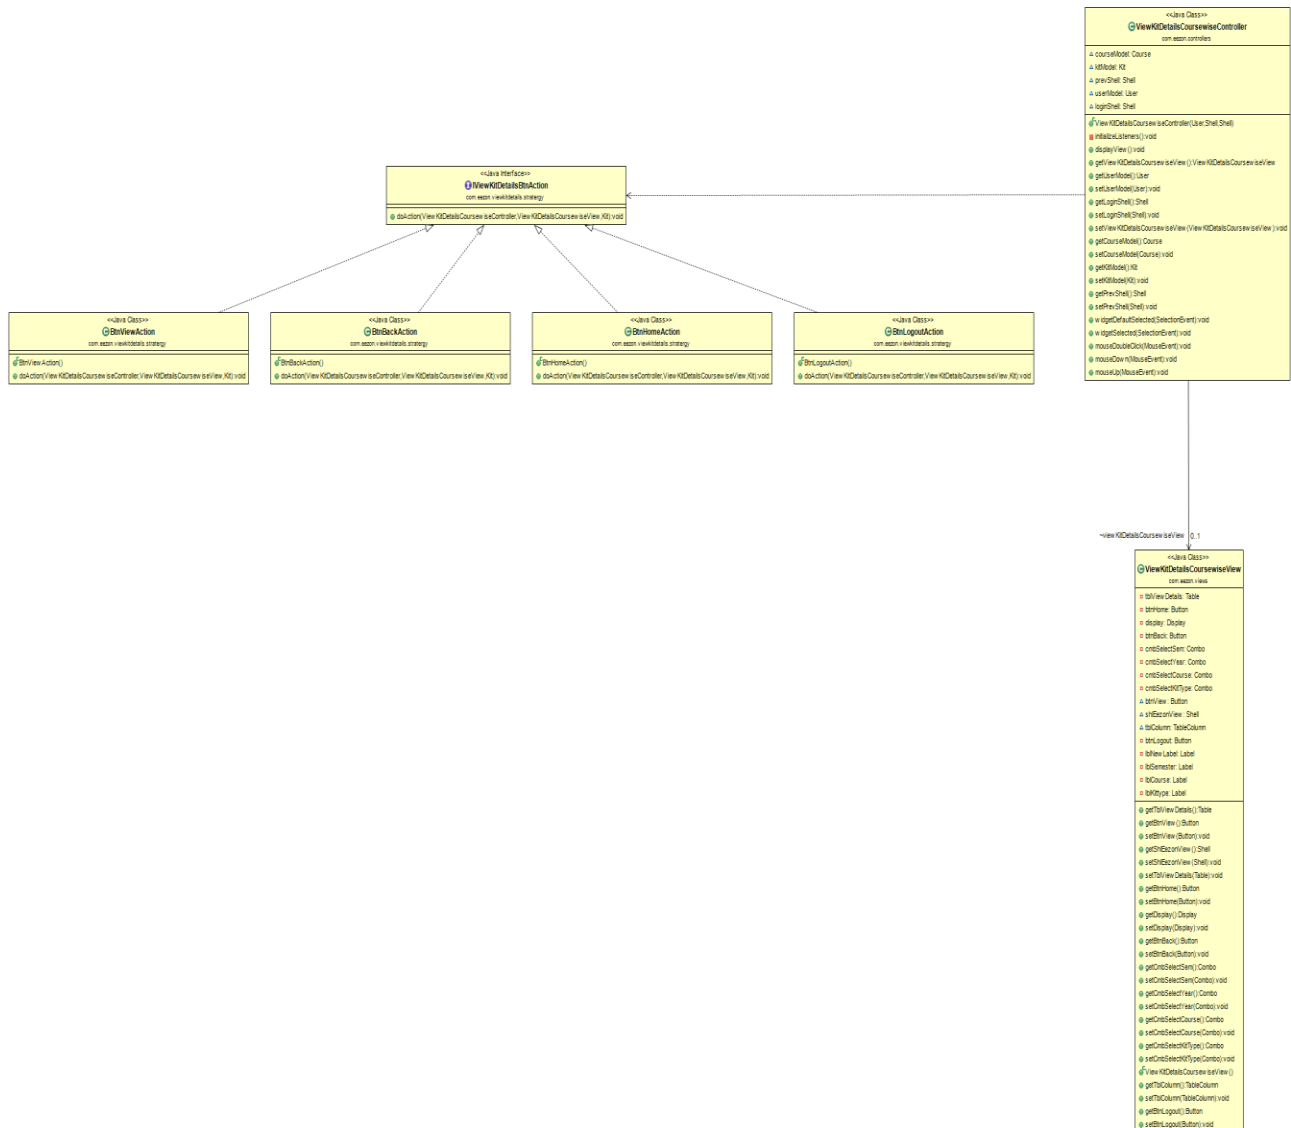 <<Java Class>>
ViewKitDetailsCoursewiseController
com.eezon.controllers
courseModel: Course
kitModel: Kit
prevShell: Shell
userModel: User
loginShell: Shell
ViewKitDetailsCoursewiseController(User,Shell,Shell)
initializeListeners():void
displayView():void
getViewKitDetailsCoursewiseView():ViewKitDetailsCoursewiseView
getUserModel():User
setUserModel(User):void
getLoginShell():Shell
setLoginShell(Shell):void
setViewKitDetailsCoursewiseView(ViewKitDetailsCoursewiseView):void
getCourseModel():Course
setCourseModel(Course):void
getKitModel():Kit
setKitModel(Kit):void
getPrevShell():Shell
setPrevShell(Shell):void
widgetDefaultSelected(SelectionEvent):void
widgetSelected(SelectionEvent):void
mouseDoubleClick(MouseEvent):void
mouseDown(MouseEvent):void
mouseUp(MouseEvent):void
<<Java Interface>>
IViewKitDetailsBtnAction
com.eezon.viewkitdetails.stratergy
doAction(ViewKitDetailsCoursewiseController,ViewKitDetailsCoursewiseView,Kit):void
<<Java Class>>
BtnViewAction
com.eezon.viewkitdetails.stratergy
BtnViewAction()
doAction(ViewKitDetailsCoursewiseController,ViewKitDetailsCoursewiseView,Kit):void
<<Java Class>>
BtnBackAction
com.eezon.viewkitdetails.stratergy
BtnBackAction()
doAction(ViewKitDetailsCoursewiseController,ViewKitDetailsCoursewiseView,Kit):void
<<Java Class>>
BtnHomeAction
com.eezon.viewkitdetails.stratergy
BtnHomeAction()
doAction(ViewKitDetailsCoursewiseController,ViewKitDetailsCoursewiseView,Kit):void
<<Java Class>>
BtnLogoutAction
com.eezon.viewkitdetails.stratergy
BtnLogoutAction()
doAction(ViewKitDetailsCoursewiseController,ViewKitDetailsCoursewiseView,Kit):void
~viewKitDetailsCoursewiseView 0..1
<<Java Class>>
ViewKitDetailsCoursewiseView
com.eezon.views
tblViewDetails: Table
btnHome: Button
display: Display
btnBack: Button
cmbSelectSem: Combo
cmbSelectYear: Combo
cmbSelectCourse: Combo
cmbSelectKitType: Combo
btnView: Button
shlEezonView: Shell
tblColumn: TableColumn
btnLogout: Button
lblNewLabel: Label
lblSemester: Label
lblCourse: Label
lblKittype: Label
getTblViewDetails():Table
getBtnView():Button
setBtnView(Button):void
getShlEezonView():Shell
setShlEezonView(Shell):void
setTblViewDetails(Table):void
getBtnHome():Button
setBtnHome(Button):void
getDisplay():Display
setDisplay(Display):void
getBtnBack():Button
setBtnBack(Button):void
getCmbSelectSem():Combo
setCmbSelectSem(Combo):void
getCmbSelectYear():Combo
setCmbSelectYear(Combo):void
getCmbSelectCourse():Combo
setCmbSelectCourse(Combo):void
getCmbSelectKitType():Combo
setCmbSelectKitType(Combo):void
ViewKitDetailsCoursewiseView()
getTblColumn():TableColumn
setTblColumn(TableColumn):void
getBtnLogout():Button
setBtnLogout(Button):void